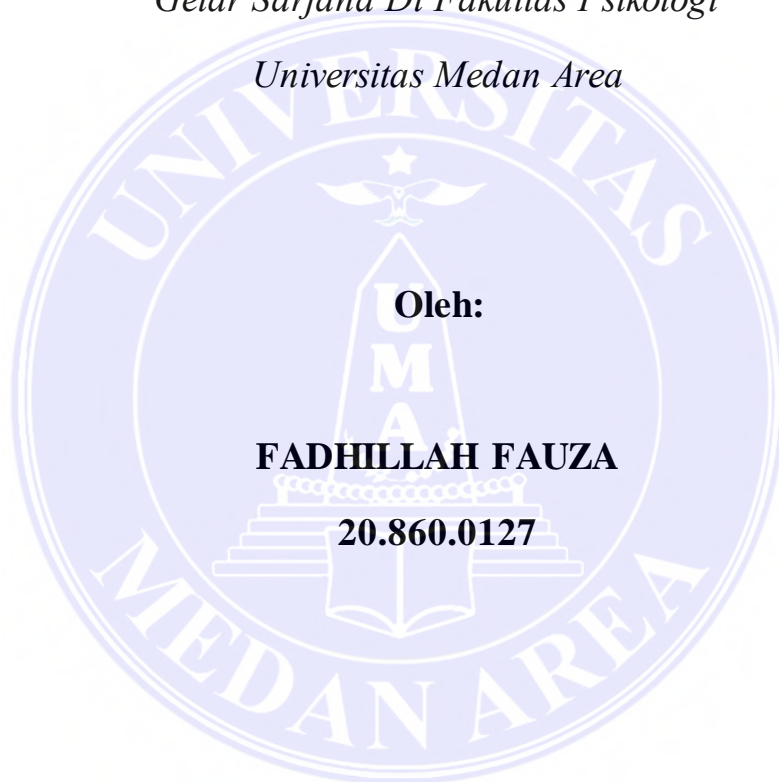 Gelar Sarjana Di Fakultas Psikologi
Universitas Medan Area
UNIVERSITAS
Oleh:
U
M
A
FADHILLAH FAUZA
20.860.0127
MEDAN AREA